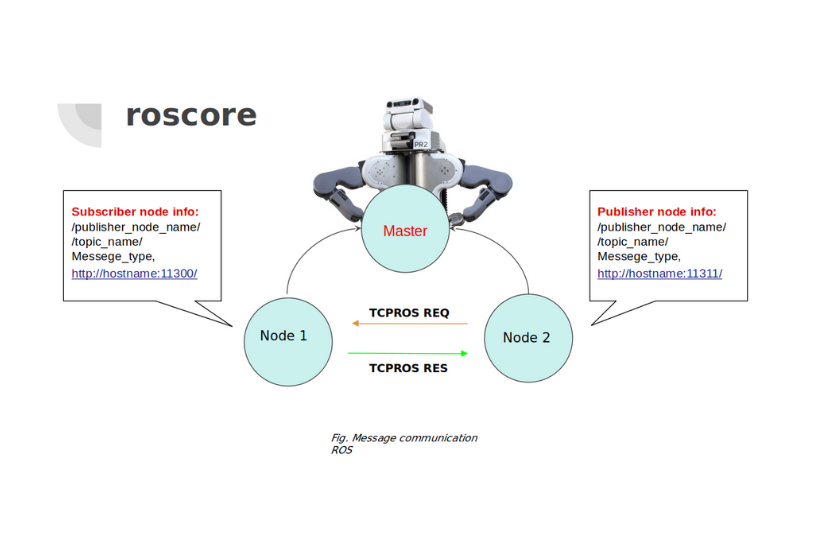 roscore
PR2
Master
Subscriber node info:
/publisher_node_name/
/topic_name/
Messege_type,
http://hostname:11300/
Publisher node info:
/publisher_node_name/
/topic_name/
Messege_type,
http://hostname:11311/
TCPROS REQ
Node 1
Node 2
TCPROS RES
Fig. Message communication
ROS